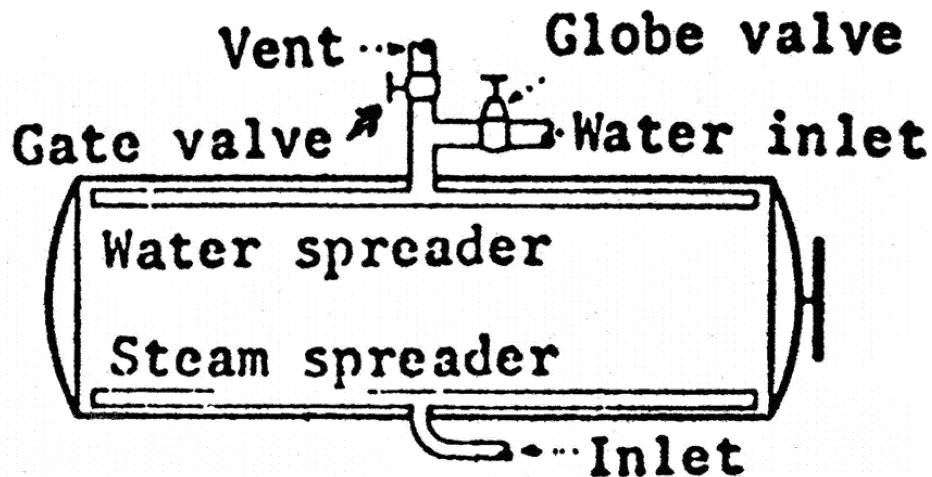 Vent
Globe valve
Gate valve
Water inlet
Water spreader
Steam spreader
Inlet